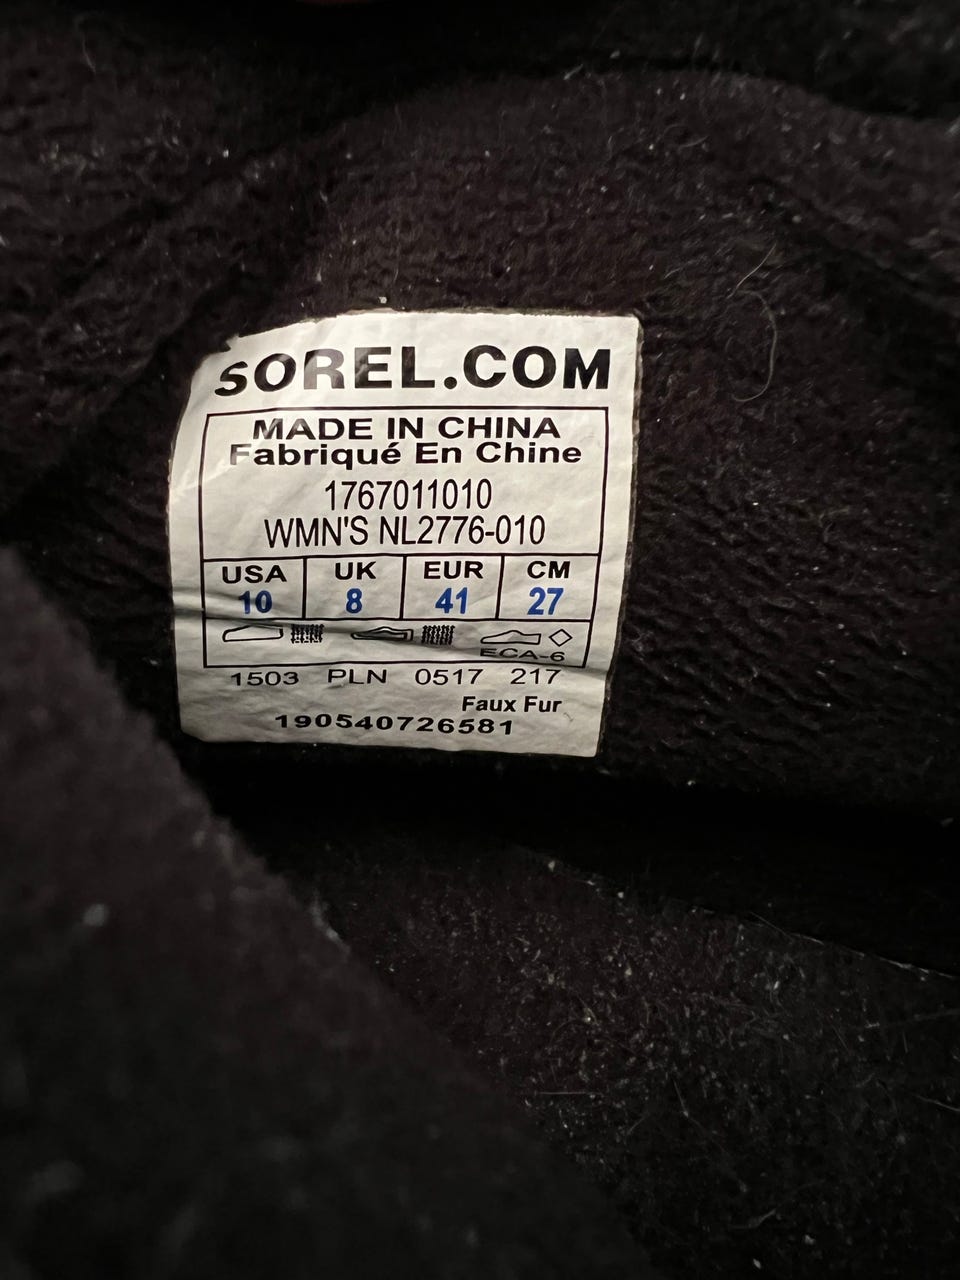 SOREL.COM
MADE IN CHINA
Fabriqué En Chine
1767011010
WMN'S NL2776-010
USA UK EUR CM
10 8 41 27
ECA-6
1503 PLN 0517 217
Faux Fur
190540726581